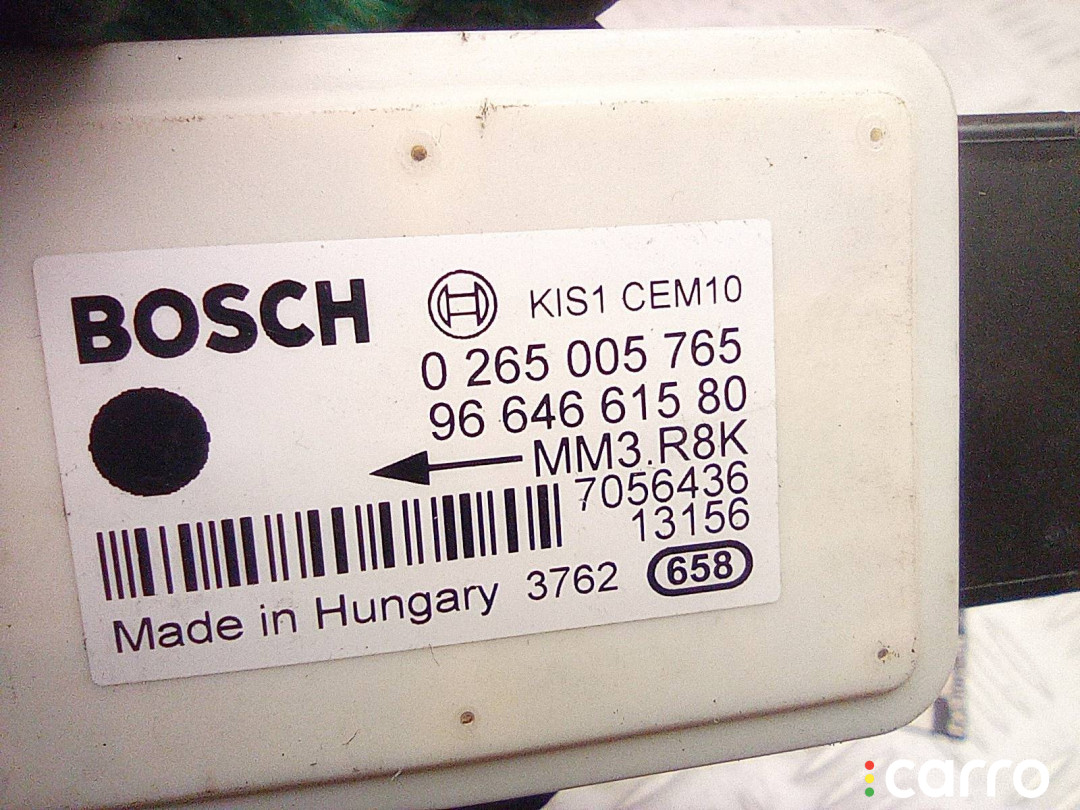 BOSCH KIS1 CEM10
0 265 005 765
96 646 615 80
MM3.R8K
7056436
13156
Made in Hungary 3762 658
carro